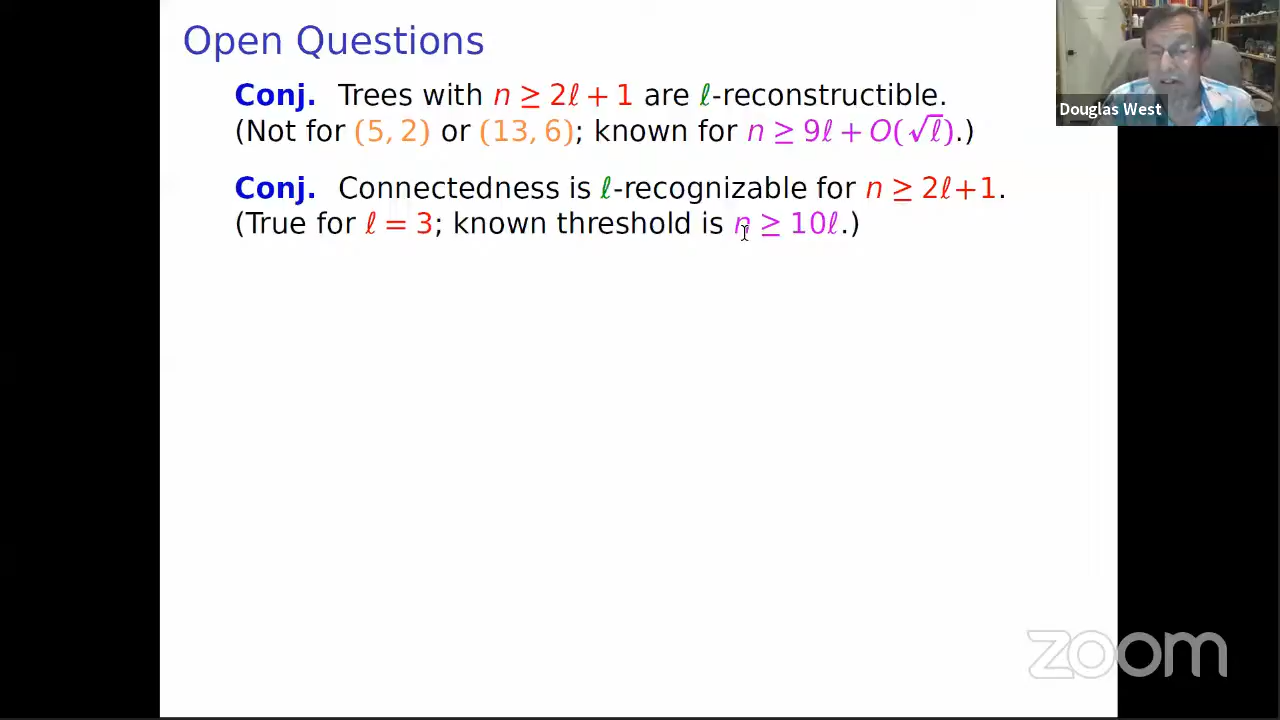 Open Questions
Conj. Trees with n ≥ 2ℓ + 1 are ℓ-reconstructible.
(Not for (5, 2) or (13, 6); known for n ≥ 9ℓ + O(√ℓ).)
Conj. Connectedness is ℓ-recognizable for n ≥ 2ℓ+1.
(True for ℓ = 3; known threshold is n ≥ 10ℓ.)
Douglas West
zoom